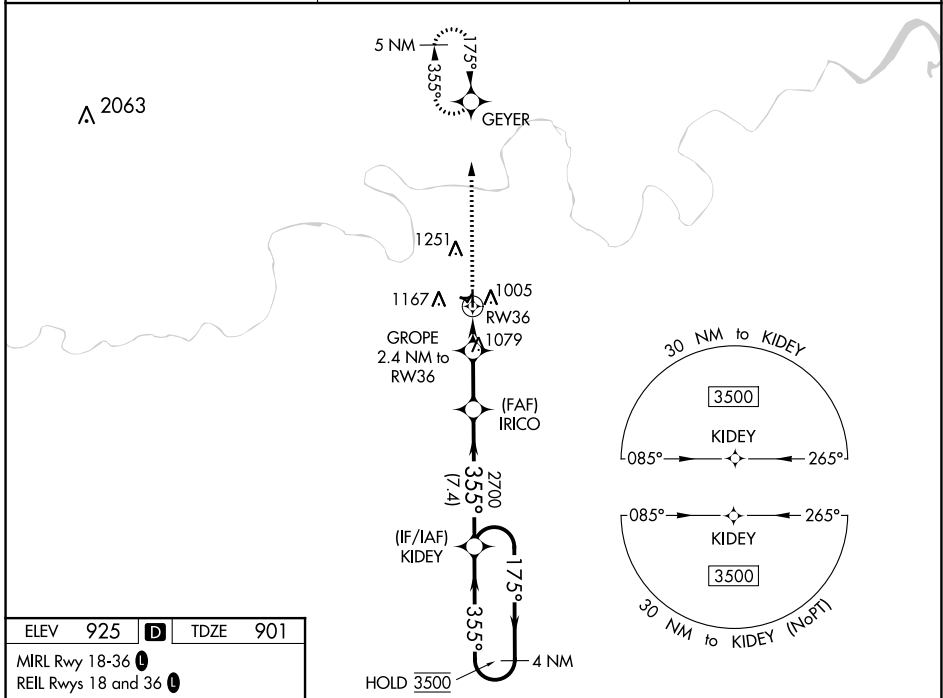 5 NM
175°
355°
GEYER
2063
1251
1167
1005
RW36
GROPE
2.4 NM to
RW36
1079
(FAF)
IRICO
2700
355°
(7.4)
(IF/IAF)
KIDEY
175°
355°
4 NM
HOLD 3500
30 NM to KIDEY
3500
KIDEY
085°
265°
085°
265°
KIDEY
3500
30 NM to KIDEY (NoPT)
ELEV 925 D TDZE 901
MIRL Rwy 18-36 L
REIL Rwys 18 and 36 L